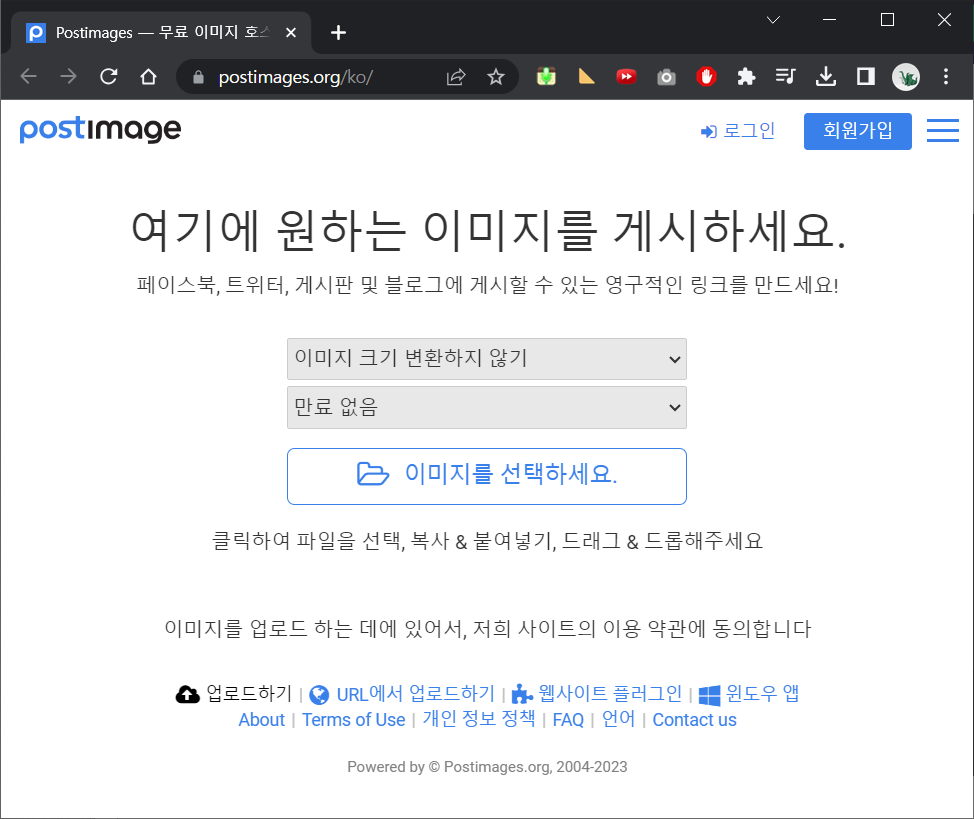 Postimages — 무료 이미지 호스
postimages.org/ko/
postimage
로그인
회원가입
여기에 원하는 이미지를 게시하세요.
페이스북, 트위터, 게시판 및 블로그에 게시할 수 있는 영구적인 링크를 만드세요!
이미지 크기 변환하지 않기
만료 없음
이미지를 선택하세요.
클릭하여 파일을 선택, 복사 & 붙여넣기, 드래그 & 드롭해주세요
이미지를 업로드 하는 데에 있어서, 저희 사이트의 이용 약관에 동의합니다
업로드하기 | URL에서 업로드하기 | 웹사이트 플러그인 | 윈도우 앱
About | Terms of Use | 개인 정보 정책 | FAQ | 언어 | Contact us
Powered by © Postimages.org, 2004-2023